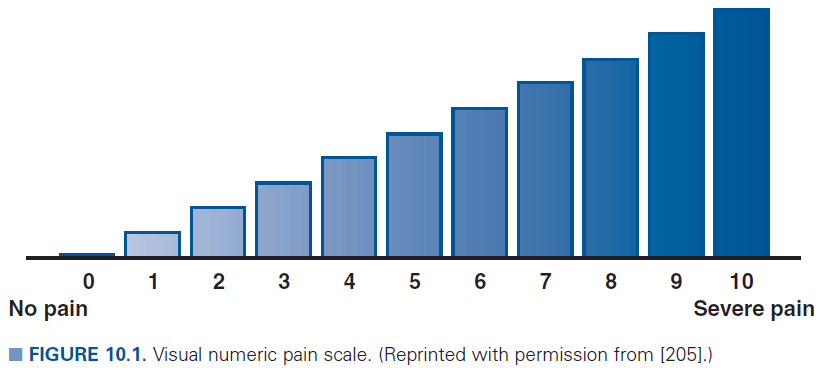 0 1 2 3 4 5 6 7 8 9 10
No pain Severe pain
FIGURE 10.1. Visual numeric pain scale. (Reprinted with permission from [205].)